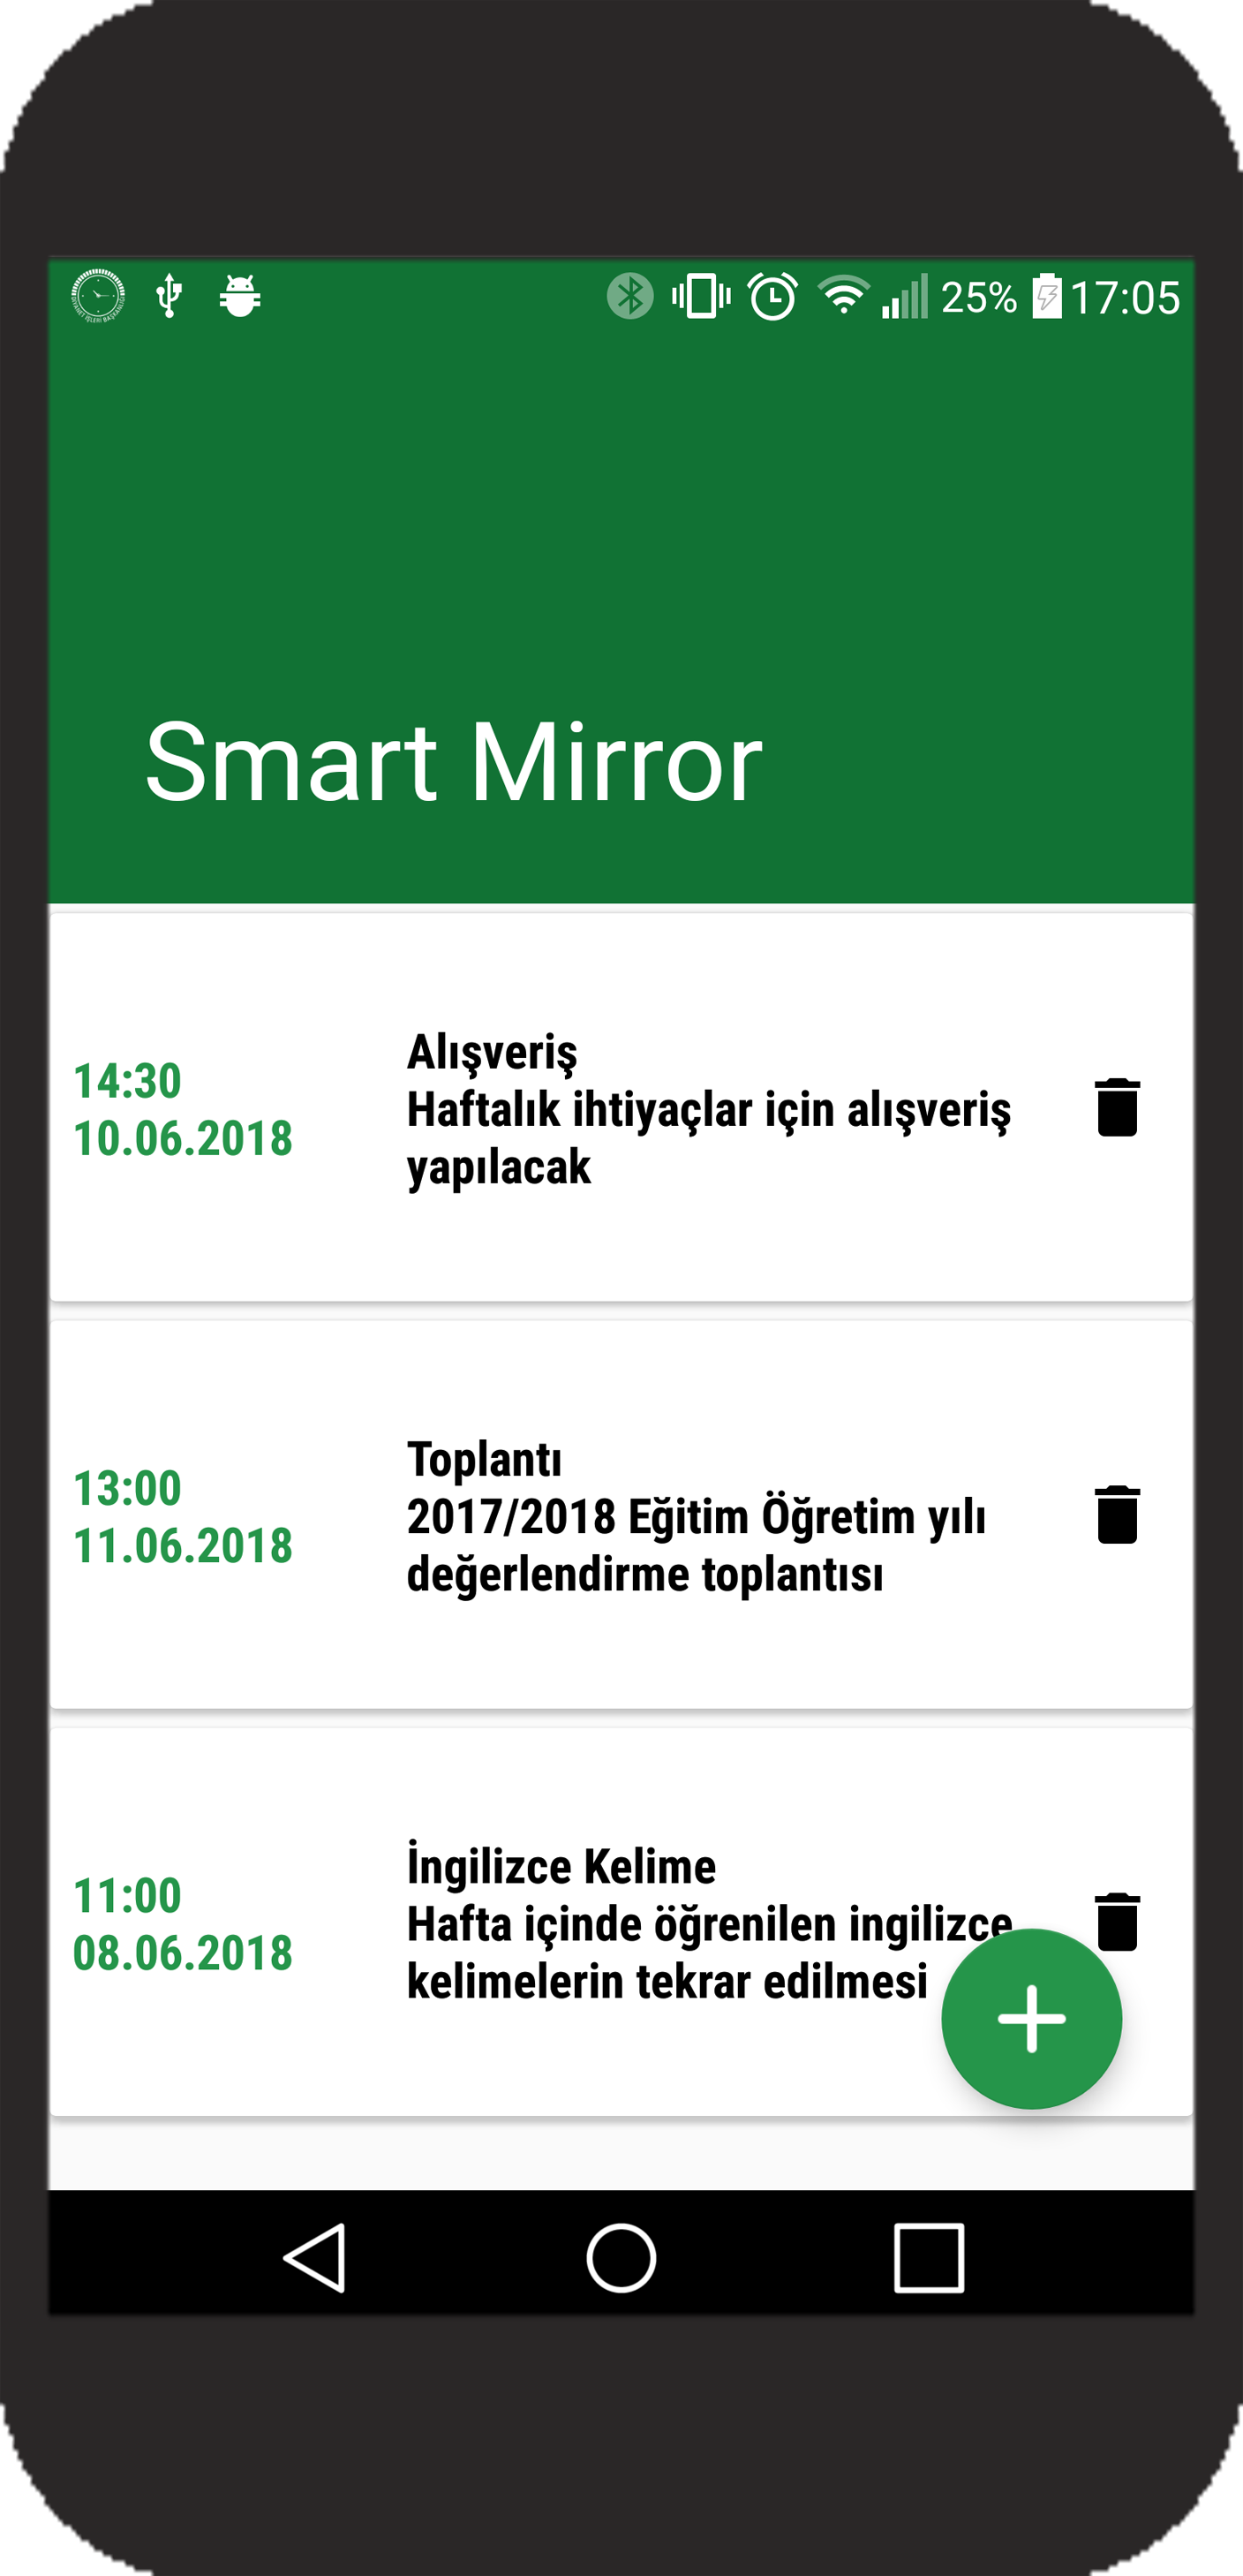 25% 17:05
Smart Mirror
14:30
10.06.2018
Alışveriş
Haftalık ihtiyaçlar için alışveriş
yapılacak
13:00
11.06.2018
Toplantı
2017/2018 Eğitim Öğretim yılı
değerlendirme toplantısı
11:00
08.06.2018
İngilizce Kelime
Hafta içinde öğrenilen ingilizce
kelimelerin tekrar edilmesi